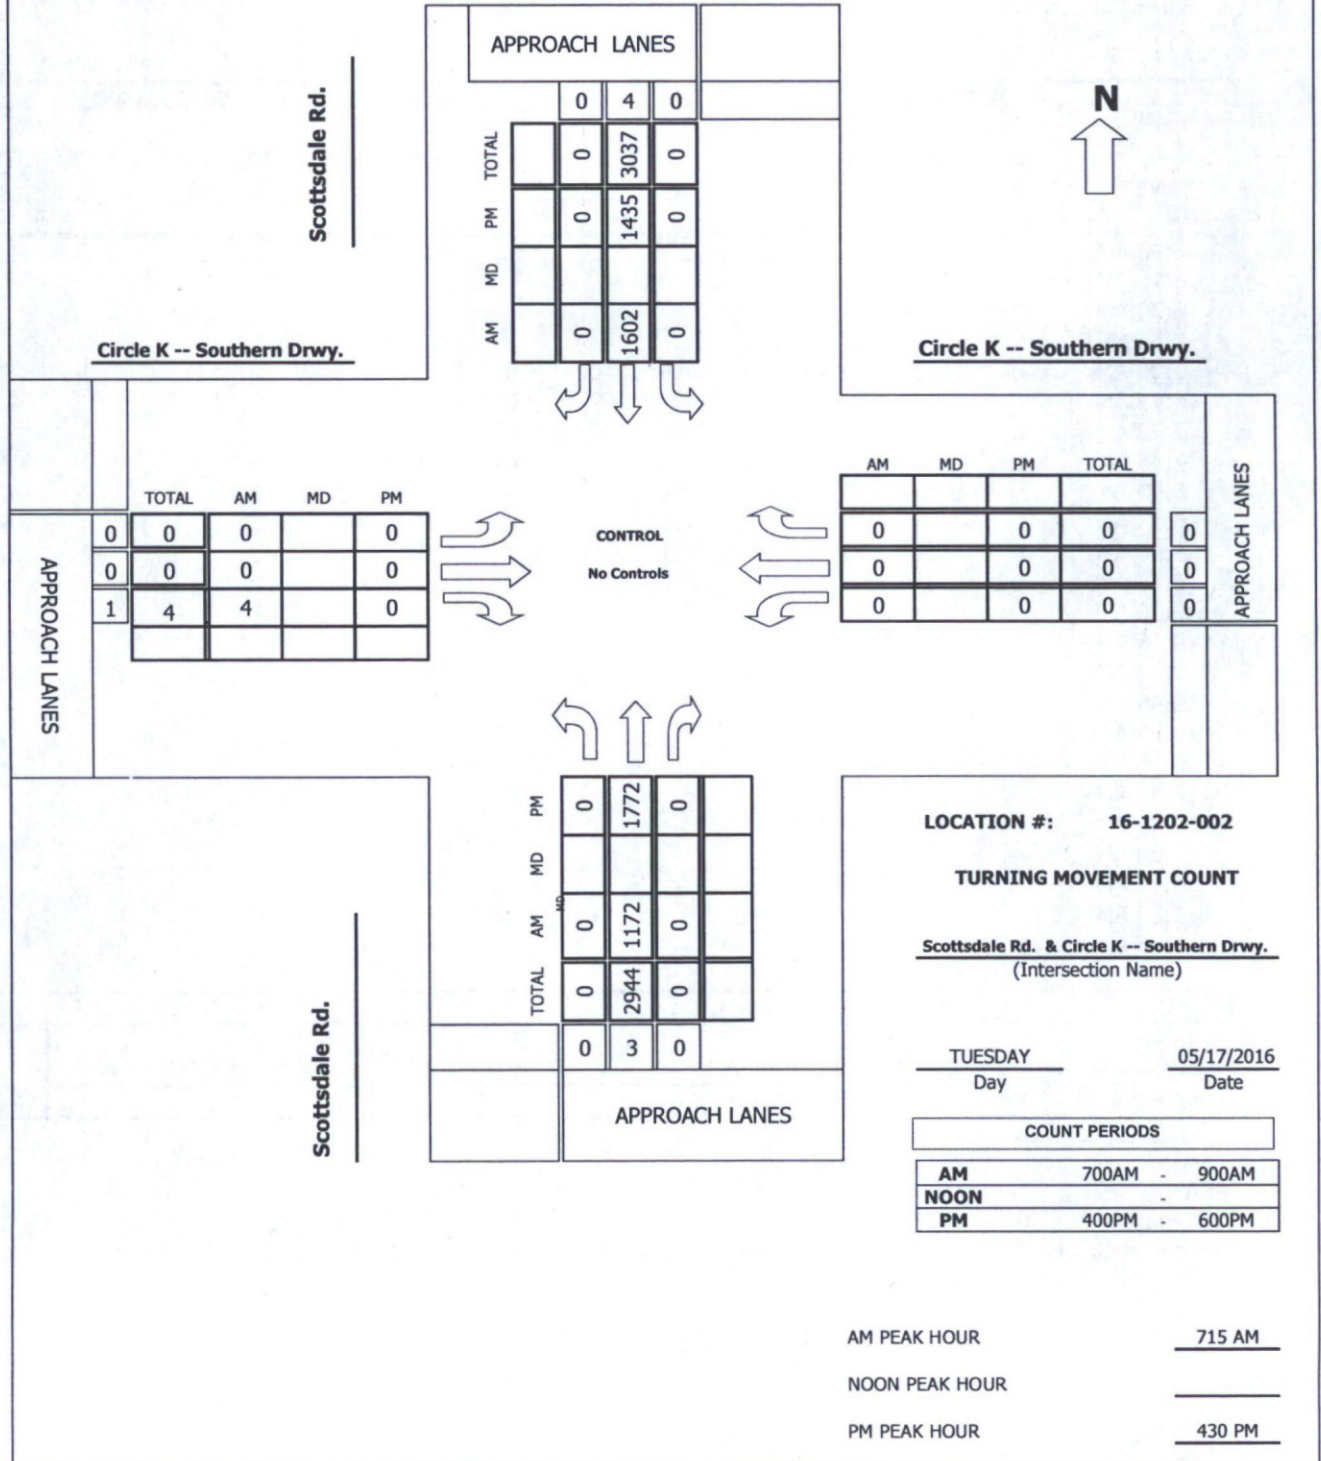 APPROACH LANES
0 4 0
Scottsdale Rd.
N
TOTAL 0 3037 0
PM 0 1435 0
MD
AM 0 1602 0
Circle K -- Southern Drwy.
Circle K -- Southern Drwy.
TOTAL AM MD PM
0 0 0 0
0 0 0 0
1 4 4 0
APPROACH LANES
CONTROL
No Controls
AM MD PM TOTAL
0 0 0 0
0 0 0 0
0 0 0 0
APPROACH LANES
PM 0 1772 0
MD
AM MD 0 1172 0
TOTAL 0 2944 0
0 3 0
APPROACH LANES
Scottsdale Rd.
LOCATION #: 16-1202-002
TURNING MOVEMENT COUNT
Scottsdale Rd. & Circle K -- Southern Drwy.
(Intersection Name)
TUESDAY 05/17/2016
Day Date
COUNT PERIODS
AM 700AM - 900AM
NOON -
PM 400PM - 600PM
AM PEAK HOUR 715 AM
NOON PEAK HOUR
PM PEAK HOUR 430 PM